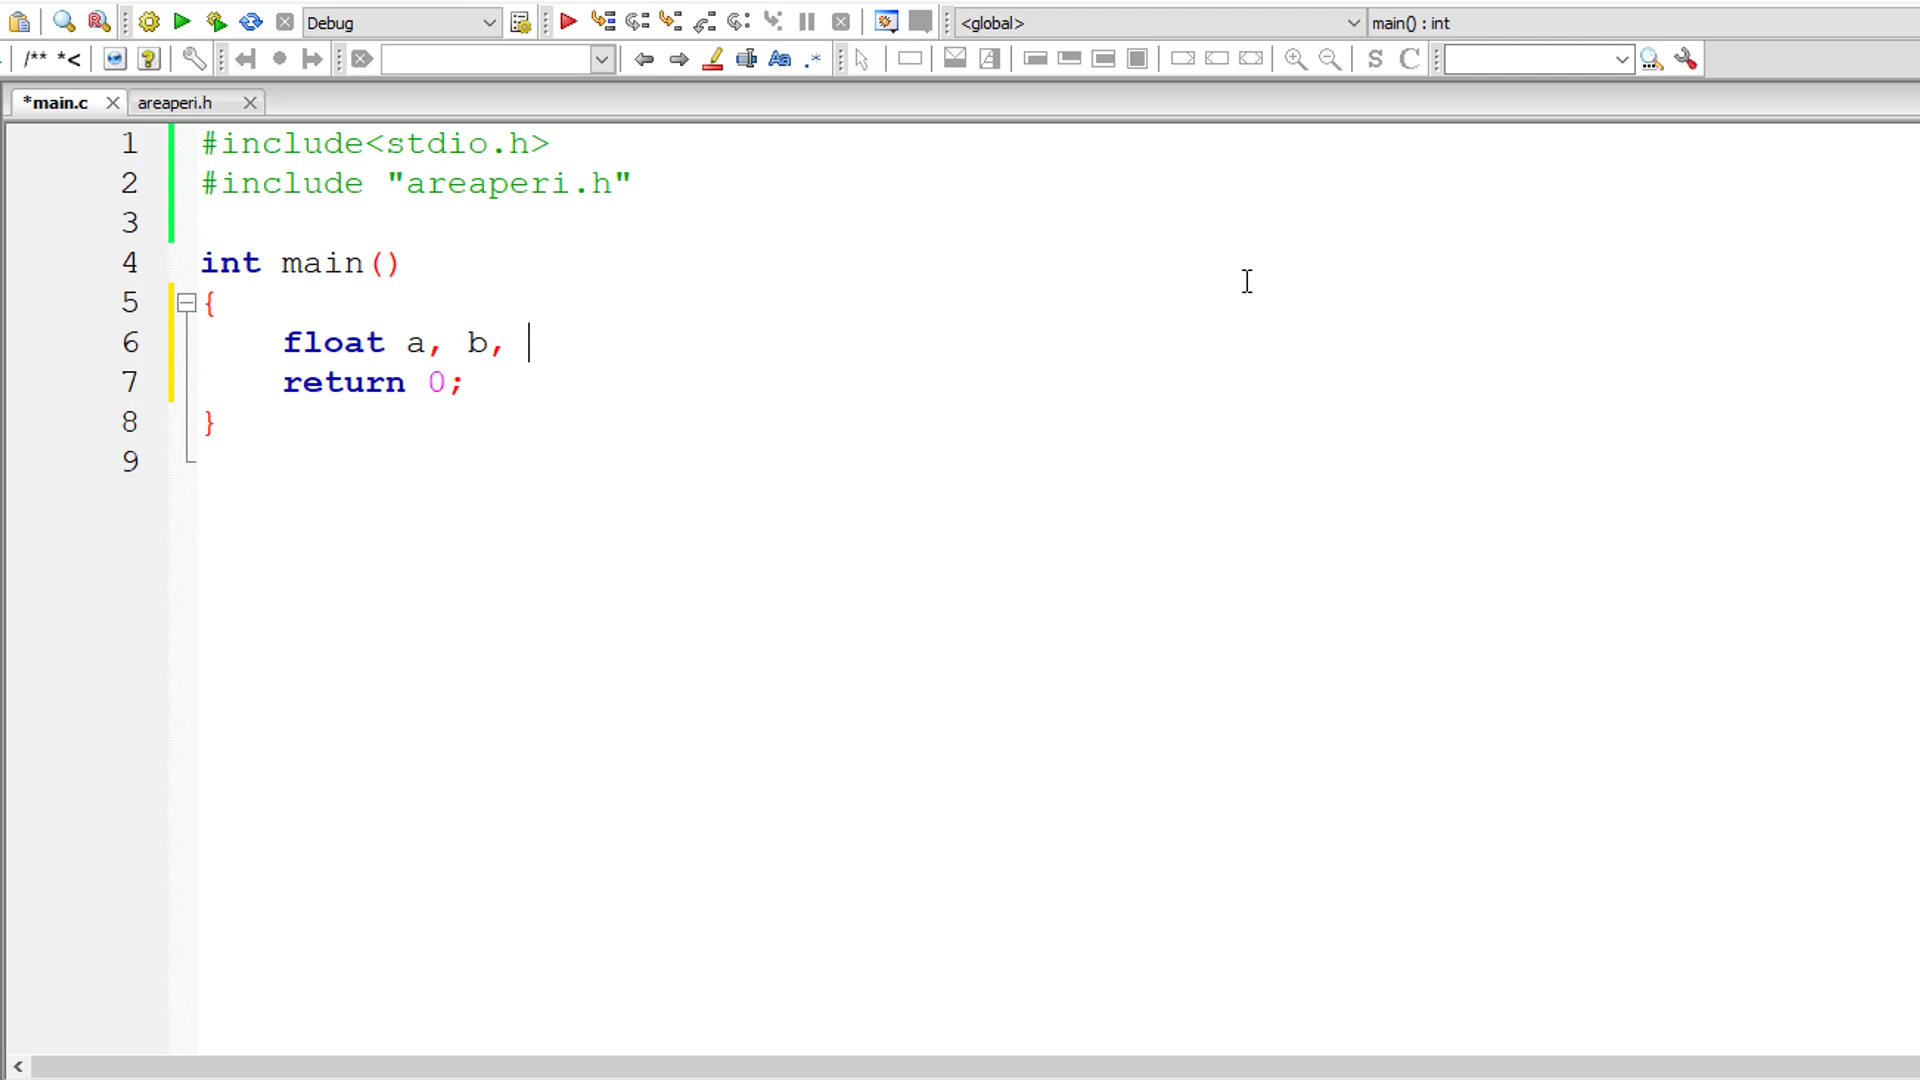 Debug
<global>
main() : int
/** *<
Aa
.*
S
C
*main.c
areaperi.h
1 #include<stdio.h>
2 #include "areaperi.h"
3
4 int main()
5 {
6 float a, b,
7 return 0;
8 }
9